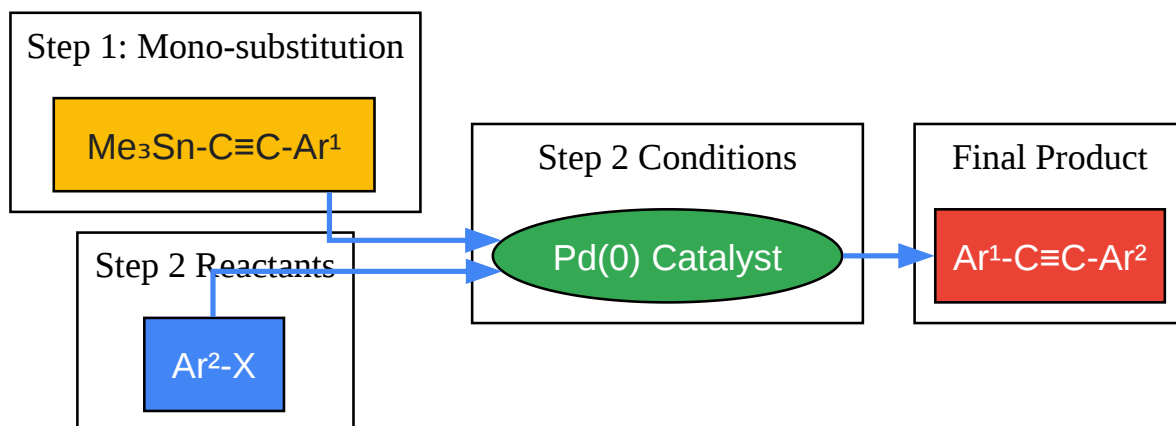 Step 1: Mono-substitution
Me₃Sn-C≡C-Ar¹
Step 2 Reactants
Ar²-X
Step 2 Conditions
Pd(0) Catalyst
Final Product
Ar¹-C≡C-Ar²